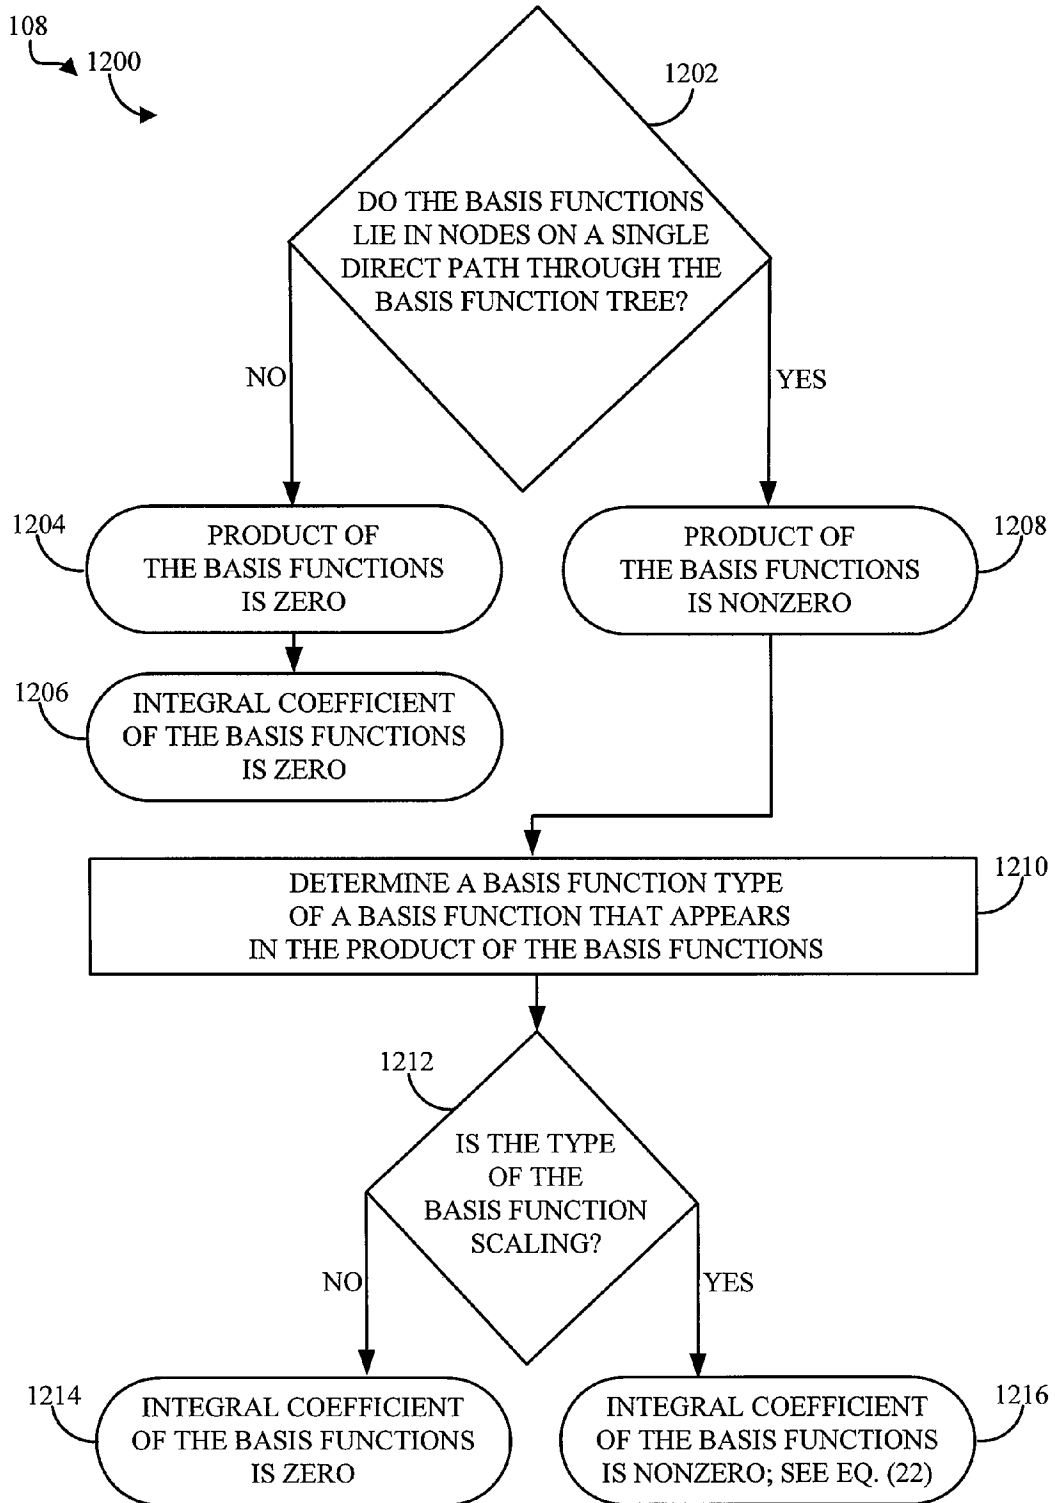 108
1200
1202
DO THE BASIS FUNCTIONS
LIE IN NODES ON A SINGLE
DIRECT PATH THROUGH THE
BASIS FUNCTION TREE?
NO
YES
1204
PRODUCT OF
THE BASIS FUNCTIONS
IS ZERO
1208
PRODUCT OF
THE BASIS FUNCTIONS
IS NONZERO
1206
INTEGRAL COEFFICIENT
OF THE BASIS FUNCTIONS
IS ZERO
1210
DETERMINE A BASIS FUNCTION TYPE
OF A BASIS FUNCTION THAT APPEARS
IN THE PRODUCT OF THE BASIS FUNCTIONS
1212
IS THE TYPE
OF THE
BASIS FUNCTION
SCALING?
NO
YES
1214
INTEGRAL COEFFICIENT
OF THE BASIS FUNCTIONS
IS ZERO
1216
INTEGRAL COEFFICIENT
OF THE BASIS FUNCTIONS
IS NONZERO; SEE EQ. (22)